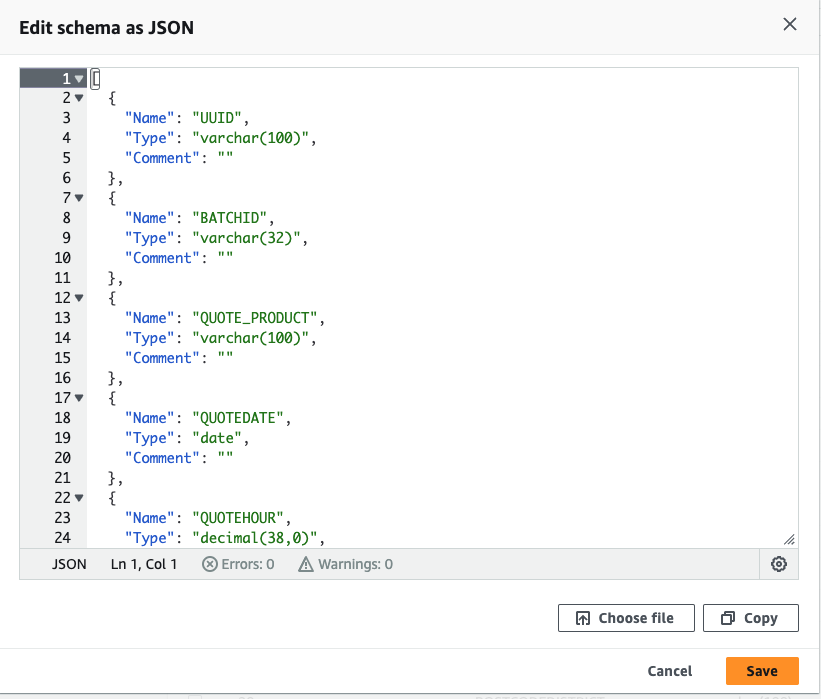 Edit schema as JSON
1 [
2 {
3 "Name": "UUID",
4 "Type": "varchar(100)",
5 "Comment": ""
6 },
7 {
8 "Name": "BATCHID",
9 "Type": "varchar(32)",
10 "Comment": ""
11 },
12 {
13 "Name": "QUOTE_PRODUCT",
14 "Type": "varchar(100)",
15 "Comment": ""
16 },
17 {
18 "Name": "QUOTEDATE",
19 "Type": "date",
20 "Comment": ""
21 },
22 {
23 "Name": "QUOTEHOUR",
24 "Type": "decimal(38,0)",
JSON Ln 1, Col 1 Errors: 0 Warnings: 0
Choose file Copy
Cancel Save